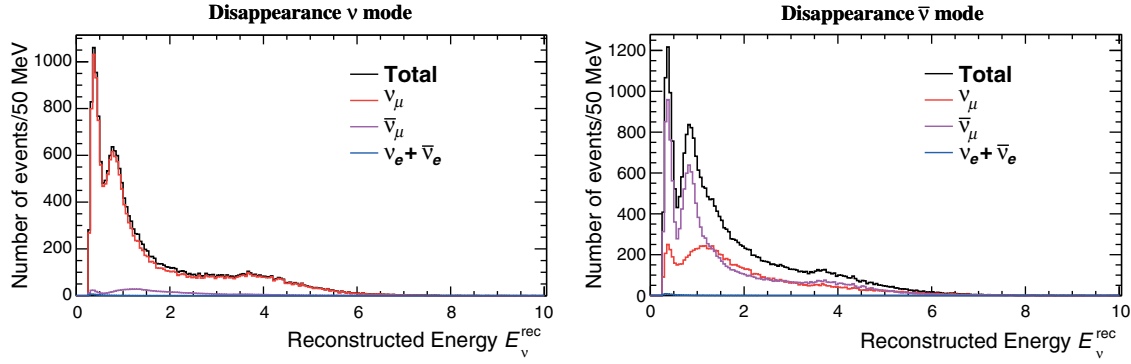 Disappearance ν mode
Number of events/50 MeV
1000
800
600
400
200
0
0 2 4 6 8 10
Total
ν_μ
ν̅_μ
ν_e + ν̅_e
Reconstructed Energy E_ν^rec
Disappearance ν̅ mode
Number of events/50 MeV
1200
1000
800
600
400
200
0
0 2 4 6 8 10
Total
ν_μ
ν̅_μ
ν_e + ν̅_e
Reconstructed Energy E_ν^rec